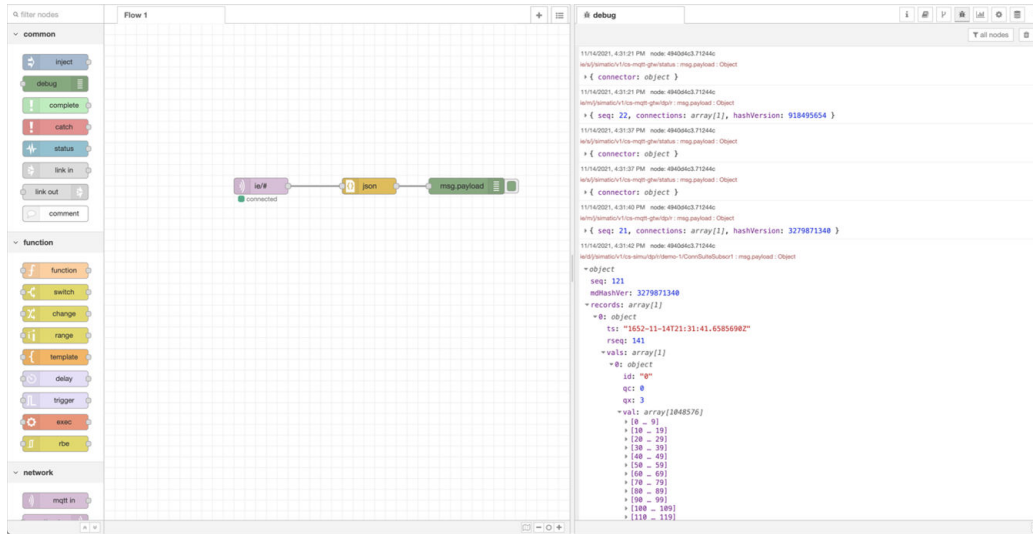 filter nodes
Flow 1
debug
i
all nodes
common
inject
debug
complete
catch
status
link in
link out
comment
function
function
switch
change
range
template
delay
trigger
exec
rbe
network
mqtt in
ie/#
connected
json
msg.payload
11/14/2021, 4:31:21 PM node: 4940d4c3.71244c
ie/s/j/simatic/v1/cs-mqtt-ghw/status : msg.payload : Object
{ connector: object }
11/14/2021, 4:31:21 PM node: 4940d4c3.71244c
ie/m/j/simatic/v1/cs-mqtt-ghw/dp/r : msg.payload : Object
{ seq: 22, connections: array[1], hashVersion: 918495654 }
11/14/2021, 4:31:37 PM node: 4940d4c3.71244c
ie/s/j/simatic/v1/cs-mqtt-ghw/status : msg.payload : Object
{ connector: object }
11/14/2021, 4:31:37 PM node: 4940d4c3.71244c
ie/s/j/simatic/v1/cs-mqtt-ghw/status : msg.payload : Object
{ connector: object }
11/14/2021, 4:31:40 PM node: 4940d4c3.71244c
ie/m/j/simatic/v1/cs-mqtt-ghw/dp/r : msg.payload : Object
{ seq: 21, connections: array[1], hashVersion: 3279871340 }
11/14/2021, 4:31:42 PM node: 4940d4c3.71244c
ie/d/j/simatic/v1/cs-simu/dp/r/demo-1/ConnSuiteSubscr1 : msg.payload : Object
object
seq: 121
mdHashVer: 3279871340
records: array[1]
0: object
ts: "1652-11-14T21:31:41.6585690Z"
rseq: 141
vals: array[1]
0: object
id: "0"
qc: 0
qx: 3
val: array[1048576]
[0 … 9]
[10 … 19]
[20 … 29]
[30 … 39]
[40 … 49]
[50 … 59]
[60 … 69]
[70 … 79]
[80 … 89]
[90 … 99]
[100 … 109]
[110 … 119]